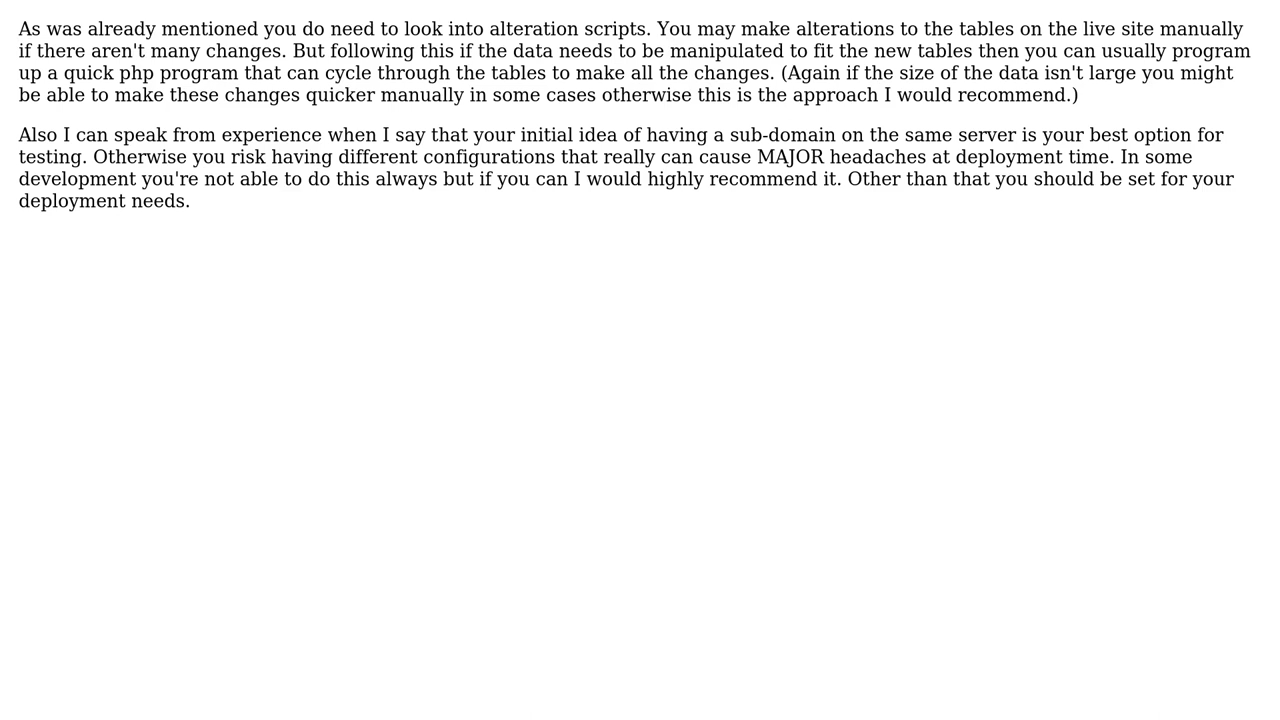 As was already mentioned you do need to look into alteration scripts. You may make alterations to the tables on the live site manually
if there aren't many changes. But following this if the data needs to be manipulated to fit the new tables then you can usually program
up a quick php program that can cycle through the tables to make all the changes. (Again if the size of the data isn't large you might
be able to make these changes quicker manually in some cases otherwise this is the approach I would recommend.)
Also I can speak from experience when I say that your initial idea of having a sub-domain on the same server is your best option for
testing. Otherwise you risk having different configurations that really can cause MAJOR headaches at deployment time. In some
development you're not able to do this always but if you can I would highly recommend it. Other than that you should be set for your
deployment needs.